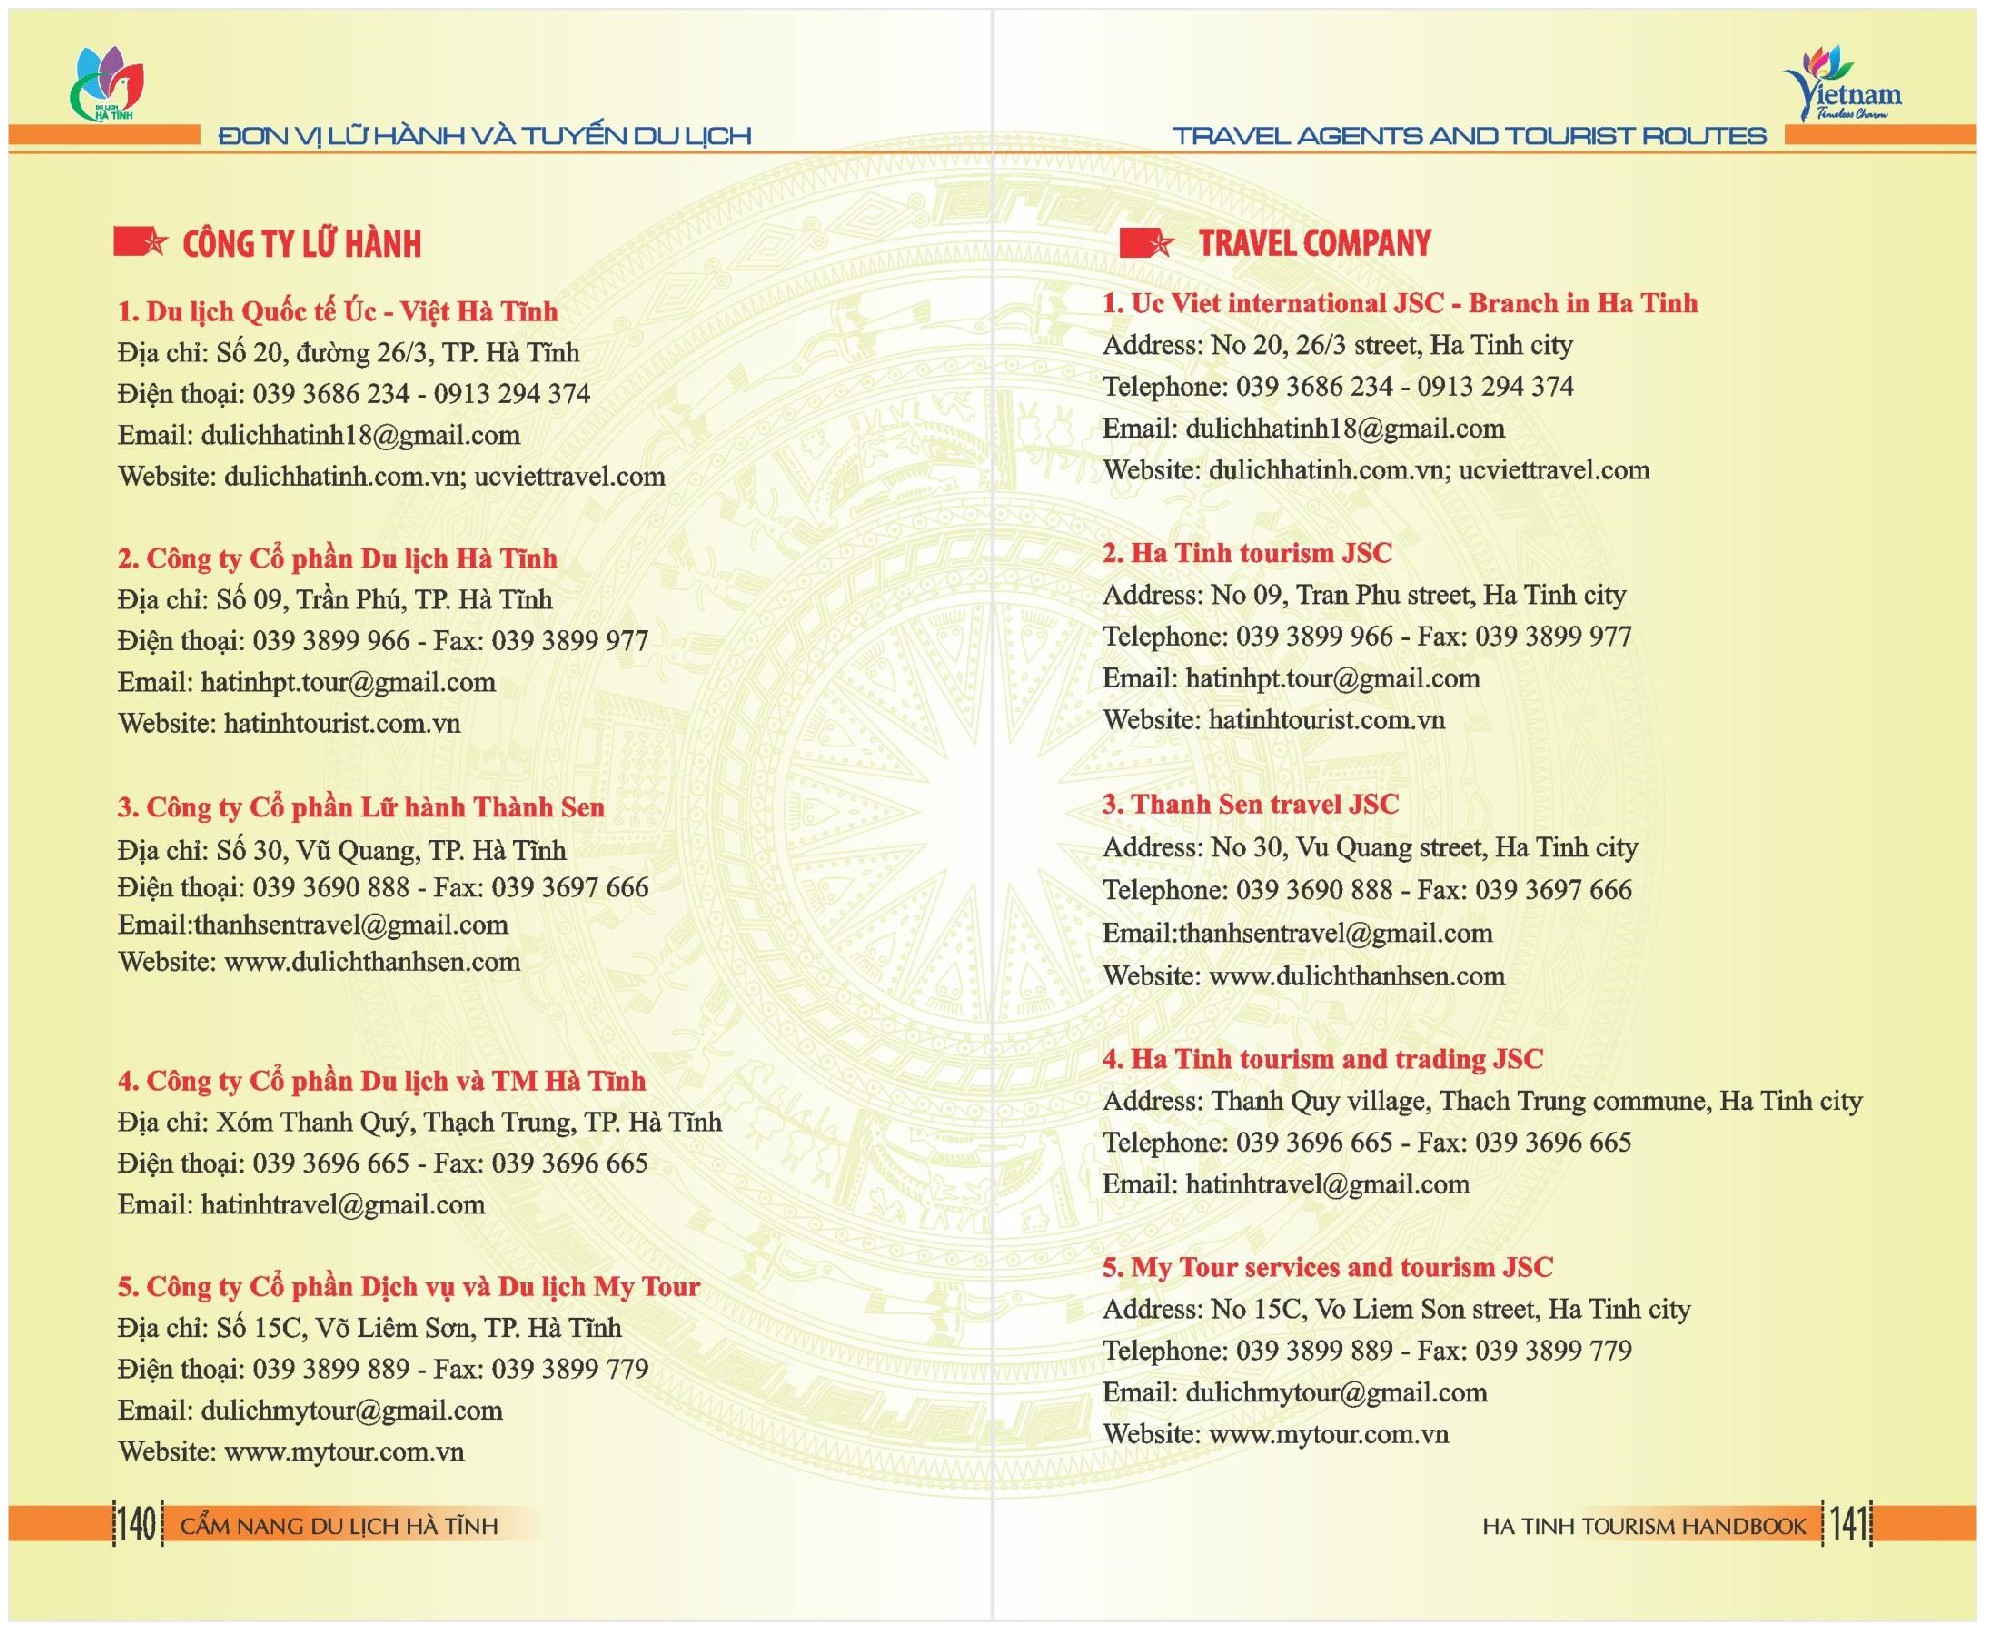 DU LỊCH
HÀ TĨNH
ĐƠN VỊ LỮ HÀNH VÀ TUYẾN DU LỊCH
CÔNG TY LỮ HÀNH
1. Du lịch Quốc tế Úc - Việt Hà Tĩnh
Địa chỉ: Số 20, đường 26/3, TP. Hà Tĩnh
Điện thoại: 039 3686 234 - 0913 294 374
Email: dulichhatinh18@gmail.com
Website: dulichhatinh.com.vn; ucviettravel.com
2. Công ty Cổ phần Du lịch Hà Tĩnh
Địa chỉ: Số 09, Trần Phú, TP. Hà Tĩnh
Điện thoại: 039 3899 966 - Fax: 039 3899 977
Email: hatinhpt.tour@gmail.com
Website: hatinhtourist.com.vn
3. Công ty Cổ phần Lữ hành Thành Sen
Địa chỉ: Số 30, Vũ Quang, TP. Hà Tĩnh
Điện thoại: 039 3690 888 - Fax: 039 3697 666
Email:thanhsentravel@gmail.com
Website: www.dulichthanhsen.com
4. Công ty Cổ phần Du lịch và TM Hà Tĩnh
Địa chỉ: Xóm Thanh Quý, Thạch Trung, TP. Hà Tĩnh
Điện thoại: 039 3696 665 - Fax: 039 3696 665
Email: hatinhtravel@gmail.com
5. Công ty Cổ phần Dịch vụ và Du lịch My Tour
Địa chỉ: Số 15C, Võ Liêm Sơn, TP. Hà Tĩnh
Điện thoại: 039 3899 889 - Fax: 039 3899 779
Email: dulichmytour@gmail.com
Website: www.mytour.com.vn
140 CẨM NANG DU LỊCH HÀ TĨNH
Vietnam
Timeless Charm
TRAVEL AGENTS AND TOURIST ROUTES
TRAVEL COMPANY
1. Uc Viet international JSC - Branch in Ha Tinh
Address: No 20, 26/3 street, Ha Tinh city
Telephone: 039 3686 234 - 0913 294 374
Email: dulichhatinh18@gmail.com
Website: dulichhatinh.com.vn; ucviettravel.com
2. Ha Tinh tourism JSC
Address: No 09, Tran Phu street, Ha Tinh city
Telephone: 039 3899 966 - Fax: 039 3899 977
Email: hatinhpt.tour@gmail.com
Website: hatinhtourist.com.vn
3. Thanh Sen travel JSC
Address: No 30, Vu Quang street, Ha Tinh city
Telephone: 039 3690 888 - Fax: 039 3697 666
Email:thanhsentravel@gmail.com
Website: www.dulichthanhsen.com
4. Ha Tinh tourism and trading JSC
Address: Thanh Quy village, Thach Trung commune, Ha Tinh city
Telephone: 039 3696 665 - Fax: 039 3696 665
Email: hatinhtravel@gmail.com
5. My Tour services and tourism JSC
Address: No 15C, Vo Liem Son street, Ha Tinh city
Telephone: 039 3899 889 - Fax: 039 3899 779
Email: dulichmytour@gmail.com
Website: www.mytour.com.vn
HA TINH TOURISM HANDBOOK 141